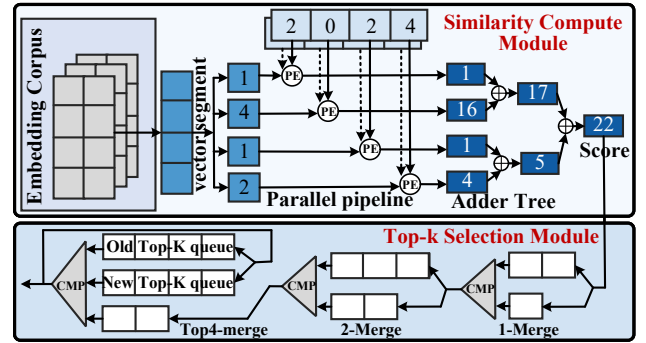 Similarity Compute
Module
Embedding Corpus
vector segment
2 0 2 4
1
4
1
2
PE
PE
PE
PE
Parallel pipeline
1
16
1
4
17
5
22
Score
Adder Tree
Top-k Selection Module
Old Top-K queue
New Top-K queue
CMP
CMP
CMP
Top4-merge
2-Merge
1-Merge